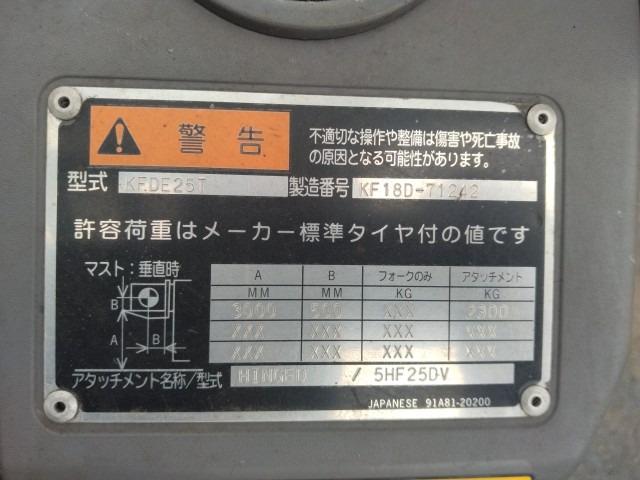 警告
不適切な操作や整備は傷害や死亡事故
の原因となる可能性があります。
型式 KFDE25T 製造番号 KF18D-71242
許容荷重はメーカー標準タイヤ付の値です
マスト:垂直時
A B フォークのみ アタッチメント
MM MM KG KG
3000 500 XXX 2300
XXX XXX XXX XXX
XXX XXX XXX XXX
B
A B
アタッチメント名称/型式 HINGED / 5HF25DV
JAPANESE 91A81-20200